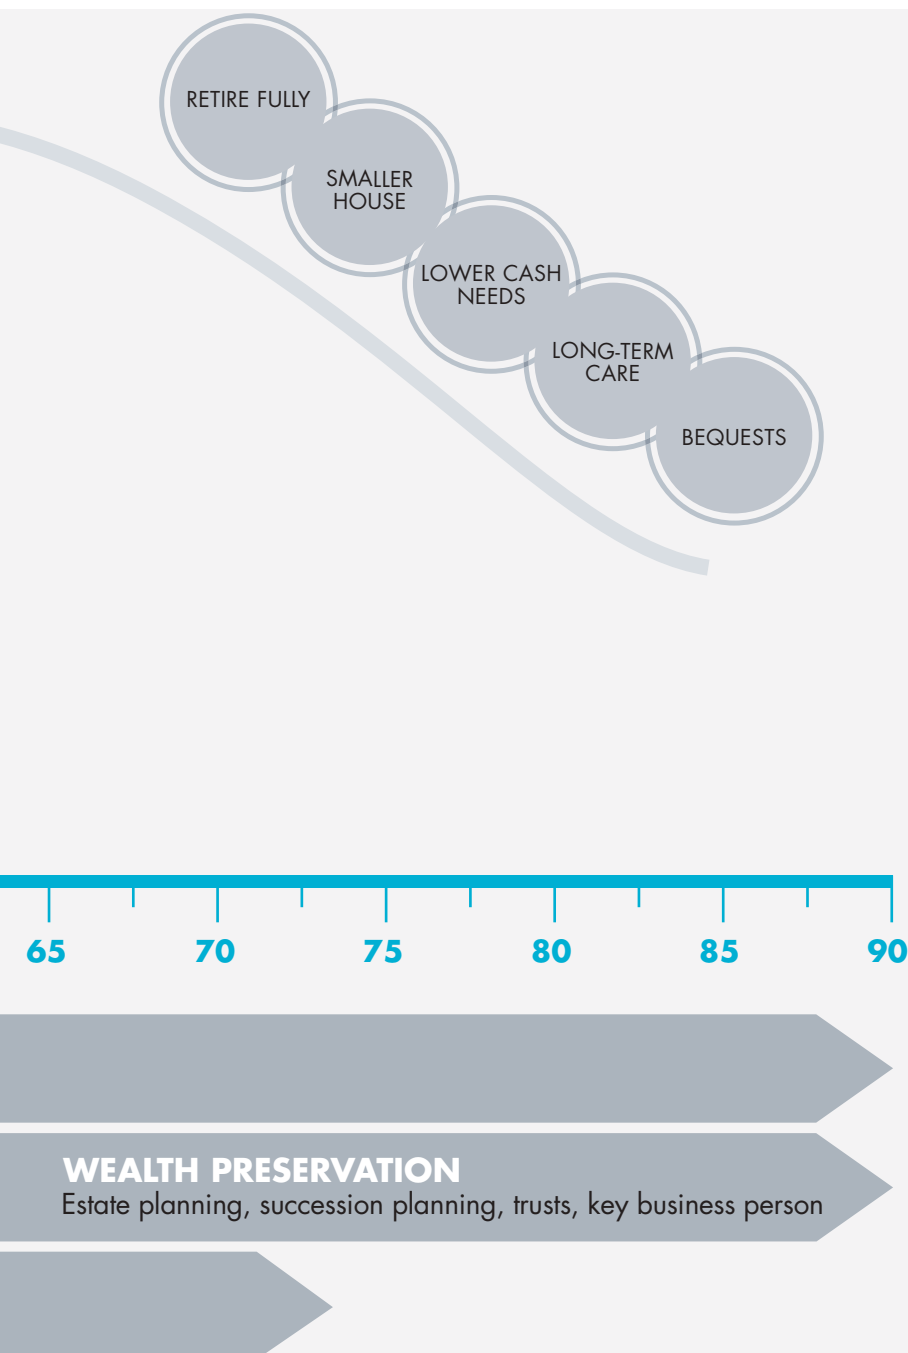 RETIRE FULLY
SMALLER
HOUSE
LOWER CASH
NEEDS
LONG-TERM
CARE
BEQUESTS
65 70 75 80 85 90
WEALTH PRESERVATION
Estate planning, succession planning, trusts, key business person